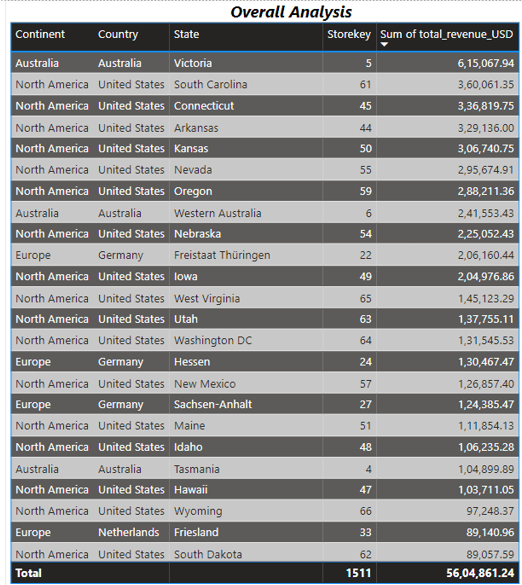 Overall Analysis
Continent Country State Storekey Sum of total_revenue_USD
Australia Australia Victoria 5 6,15,067.94
North America United States South Carolina 61 3,60,061.35
North America United States Connecticut 45 3,36,819.75
North America United States Arkansas 44 3,29,136.00
North America United States Kansas 50 3,06,740.75
North America United States Nevada 55 2,95,674.91
North America United States Oregon 59 2,88,211.36
Australia Australia Western Australia 6 2,41,553.43
North America United States Nebraska 54 2,25,052.43
Europe Germany Freistaat Thüringen 22 2,06,160.44
North America United States Iowa 49 2,04,976.86
North America United States West Virginia 65 1,45,123.29
North America United States Utah 63 1,37,755.11
North America United States Washington DC 64 1,31,545.53
Europe Germany Hessen 24 1,30,467.47
North America United States New Mexico 57 1,26,857.40
Europe Germany Sachsen-Anhalt 27 1,24,385.47
North America United States Maine 51 1,11,854.13
North America United States Idaho 48 1,06,235.28
Australia Australia Tasmania 4 1,04,899.89
North America United States Hawaii 47 1,03,711.05
North America United States Wyoming 66 97,248.37
Europe Netherlands Friesland 33 89,140.96
North America United States South Dakota 62 89,057.59
Total 1511 56,04,861.24